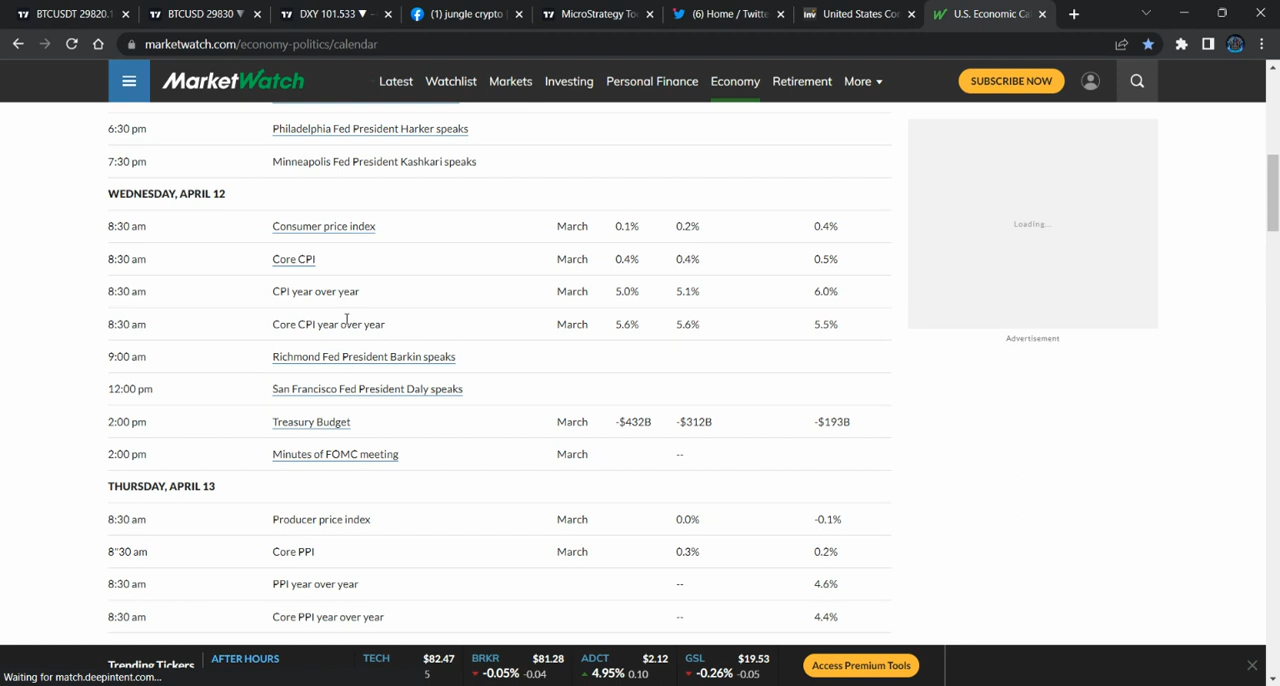 BTCUSDT 29820.1
BTCUSD 29830 ▼
DXY 101.533 ▼ –
(1) jungle crypto
MicroStrategy To
(6) Home / Twitte
United States Co
U.S. Economic Ca
marketwatch.com/economy-politics/calendar
MarketWatch
Latest Watchlist Markets Investing Personal Finance Economy Retirement More
SUBSCRIBE NOW
6:30 pm Philadelphia Fed President Harker speaks
7:30 pm Minneapolis Fed President Kashkari speaks
WEDNESDAY, APRIL 12
8:30 am Consumer price index March 0.1% 0.2% 0.4%
8:30 am Core CPI March 0.4% 0.4% 0.5%
8:30 am CPI year over year March 5.0% 5.1% 6.0%
8:30 am Core CPI year over year March 5.6% 5.6% 5.5%
9:00 am Richmond Fed President Barkin speaks
12:00 pm San Francisco Fed President Daly speaks
2:00 pm Treasury Budget March -$432B -$312B -$193B
2:00 pm Minutes of FOMC meeting March --
THURSDAY, APRIL 13
8:30 am Producer price index March 0.0% -0.1%
8"30 am Core PPI March 0.3% 0.2%
8:30 am PPI year over year -- 4.6%
8:30 am Core PPI year over year -- 4.4%
Loading...
Advertisement
Trending Tickers
AFTER HOURS
TECH $82.47
5
BRKR $81.28
-0.05% -0.04
ADCT $2.12
4.95% 0.10
GSL $19.53
-0.26% -0.05
Access Premium Tools
Waiting for match.deepintent.com...